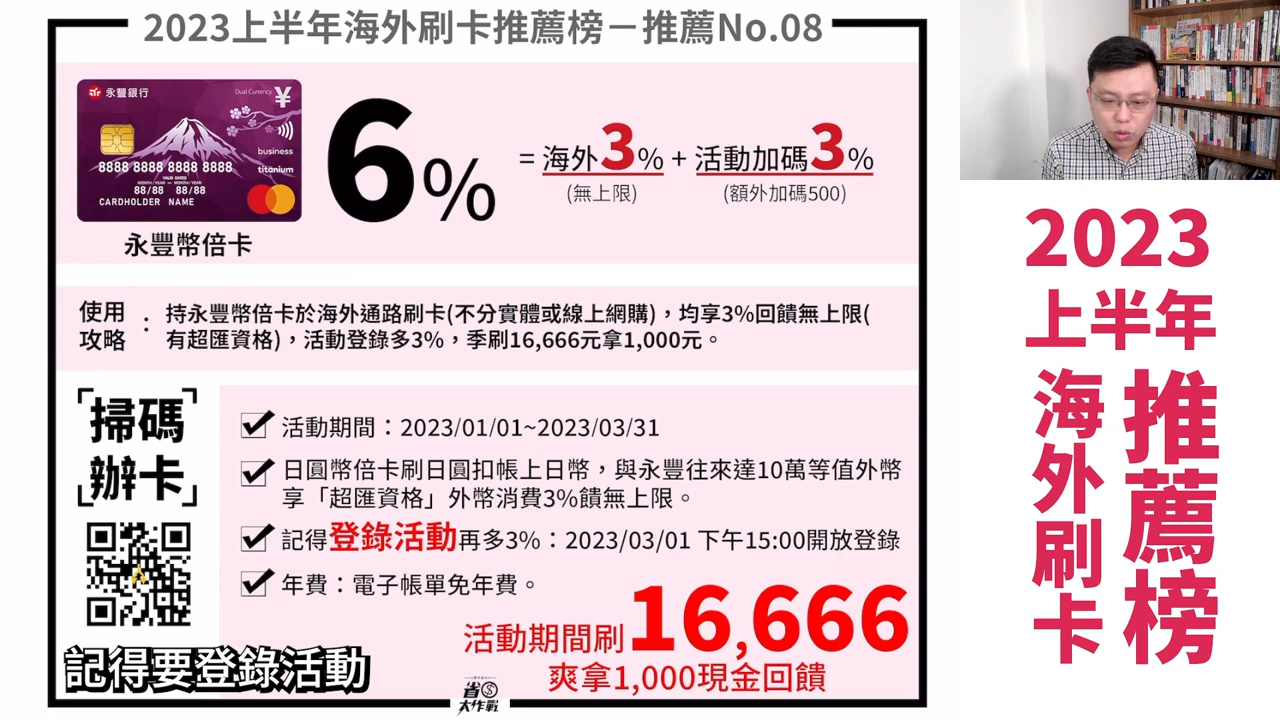 2023上半年海外刷卡推薦榜－推薦No.08
永豐銀行
Dual Currency ¥
business
titanium
8888 8888 8888 8888
VALID DATES
MONTH/YEAR — MONTH/YEAR
88/88 88/88
CARDHOLDER NAME
永豐幣倍卡
6%
= 海外3% + 活動加碼3%
(無上限) (額外加碼500)
使用攻略：
持永豐幣倍卡於海外通路刷卡(不分實體或線上網購)，均享3%回饋無上限(
有超匯資格)，活動登錄多3%，季刷16,666元拿1,000元。
掃碼
辦卡
活動期間：2023/01/01~2023/03/31
日圓幣倍卡刷日圓扣帳上日幣，與永豐往來達10萬等值外幣
享「超匯資格」外幣消費3%饋無上限。
記得登錄活動再多3%：2023/03/01 下午15:00開放登錄
年費：電子帳單免年費。
活動期間刷16,666
爽拿1,000現金回饋
記得要登錄活動
省
大作戰
2023
上半年
海外刷卡
推薦榜